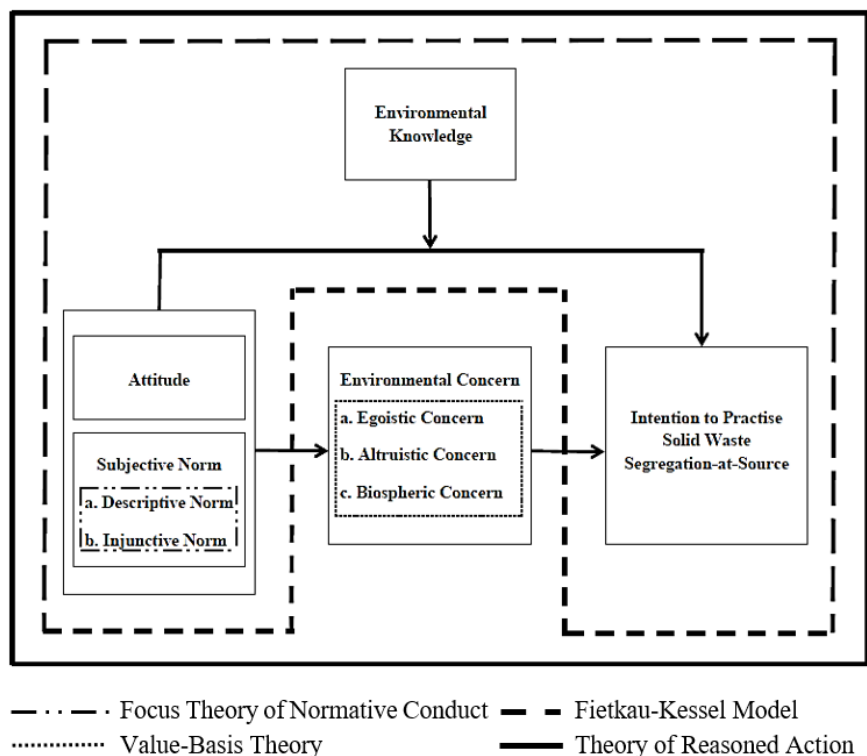 Environmental
Knowledge
Attitude
Subjective Norm
a. Descriptive Norm
b. Injunctive Norm
Environmental Concern
a. Egoistic Concern
b. Altruistic Concern
c. Biospheric Concern
Intention to Practise
Solid Waste
Segregation-at-Source
Focus Theory of Normative Conduct
Fietkau-Kessel Model
Value-Basis Theory
Theory of Reasoned Action